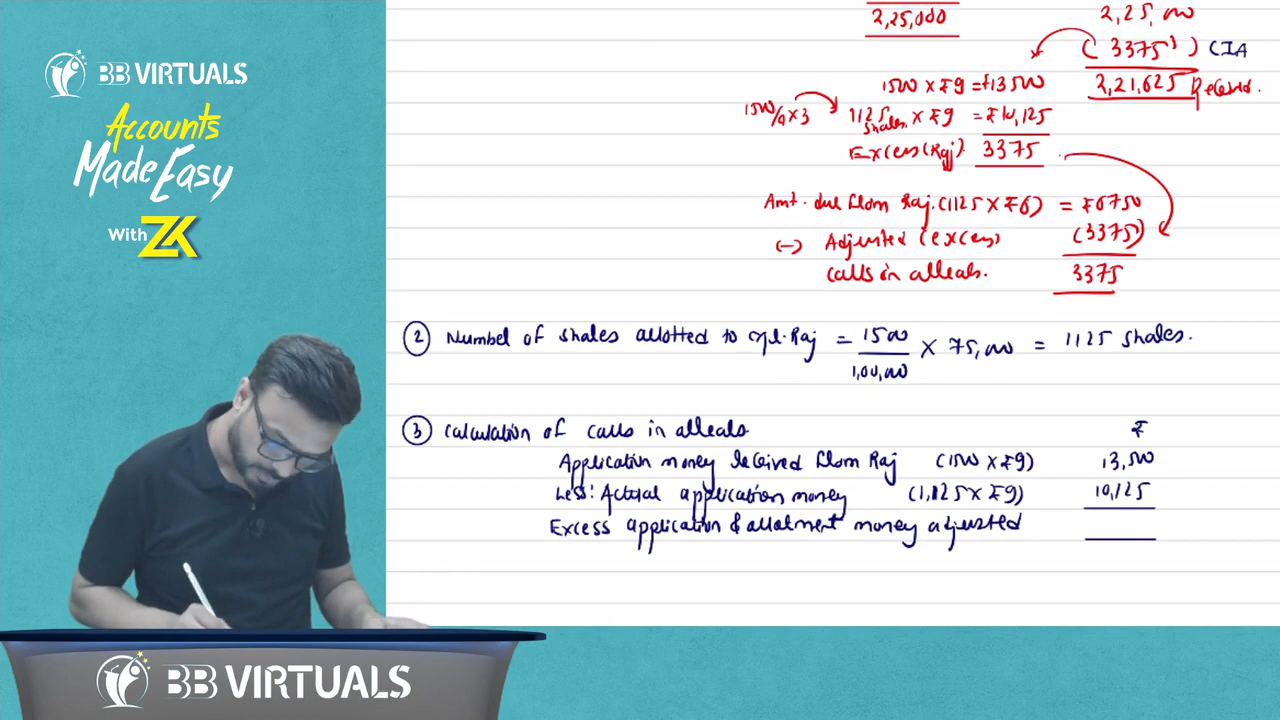 BB VIRTUALS
Accounts
Made Easy
With ZK
2,25,000
2,25,000
(3375) CIA
2,21,625 Received.
1500 × ₹9 = ₹13500
1500/4 × 3
1125 shares × ₹9 = ₹10,125
Excess (Raj) 3375
Amt. due from Raj. (1125 × ₹6) = ₹6750
(-) Adjusted (excess) (3375)
Calls in arrears. 3375
② Number of shares allotted to Mr. Raj = 1500/1,00,000 × 75,000 = 1125 shares.
③ Calculation of calls in arrears ₹
Application money received from Raj (1500 × ₹9) 13,500
Less: Actual application money (1,125 × ₹9) 10,125
Excess application & allotment money adjusted
BB VIRTUALS